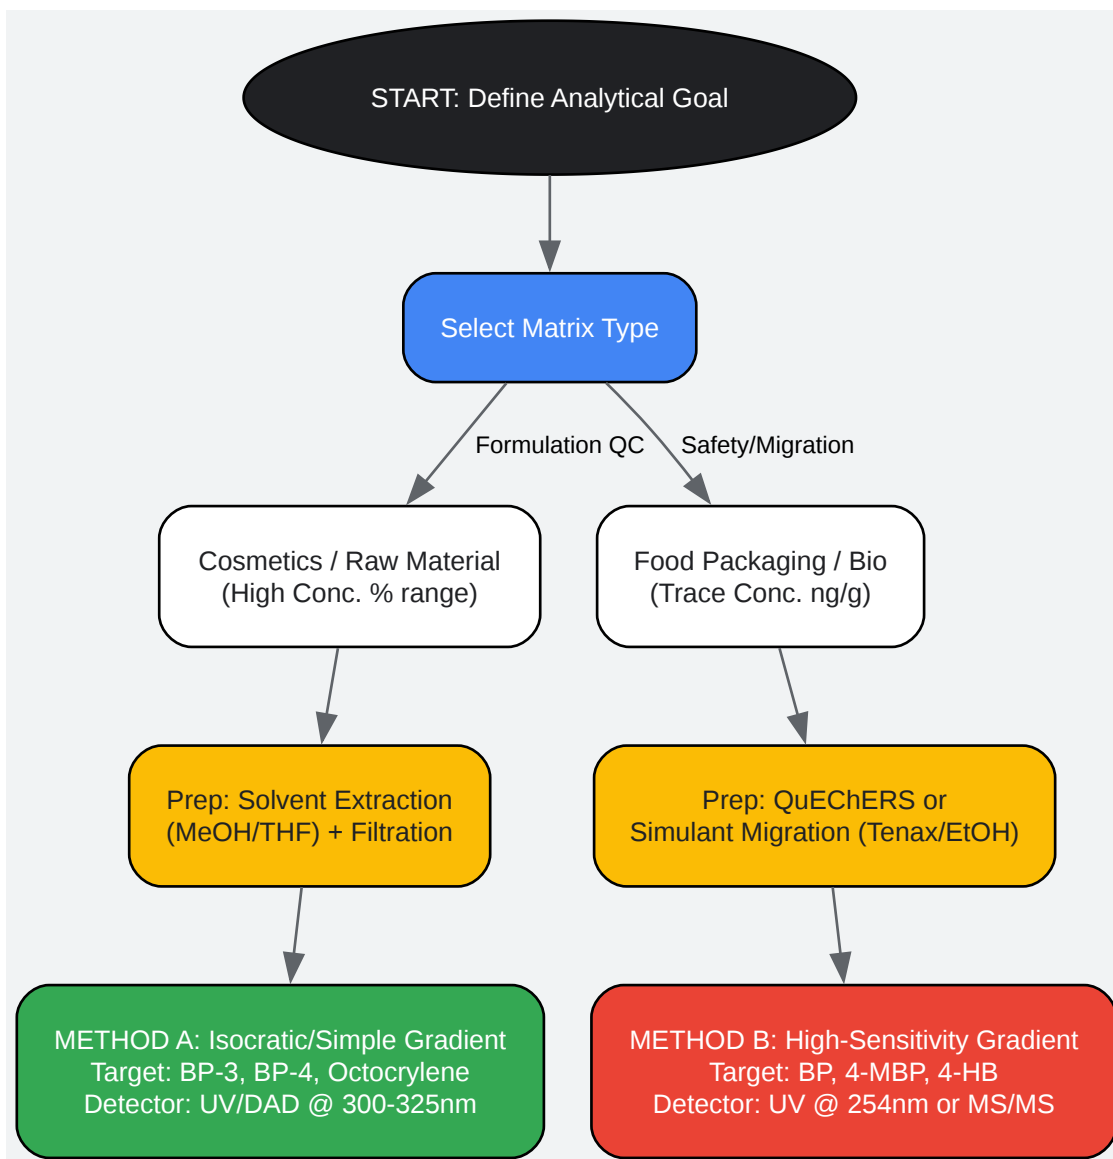 START: Define Analytical Goal
Select Matrix Type
Formulation QC
Safety/Migration
Cosmetics / Raw Material
(High Conc. % range)
Food Packaging / Bio
(Trace Conc. ng/g)
Prep: Solvent Extraction
(MeOH/THF) + Filtration
Prep: QuEChERS or
Simulant Migration (Tenax/EtOH)
METHOD A: Isocratic/Simple Gradient
Target: BP-3, BP-4, Octocrylene
Detector: UV/DAD @ 300-325nm
METHOD B: High-Sensitivity Gradient
Target: BP, 4-MBP, 4-HB
Detector: UV @ 254nm or MS/MS